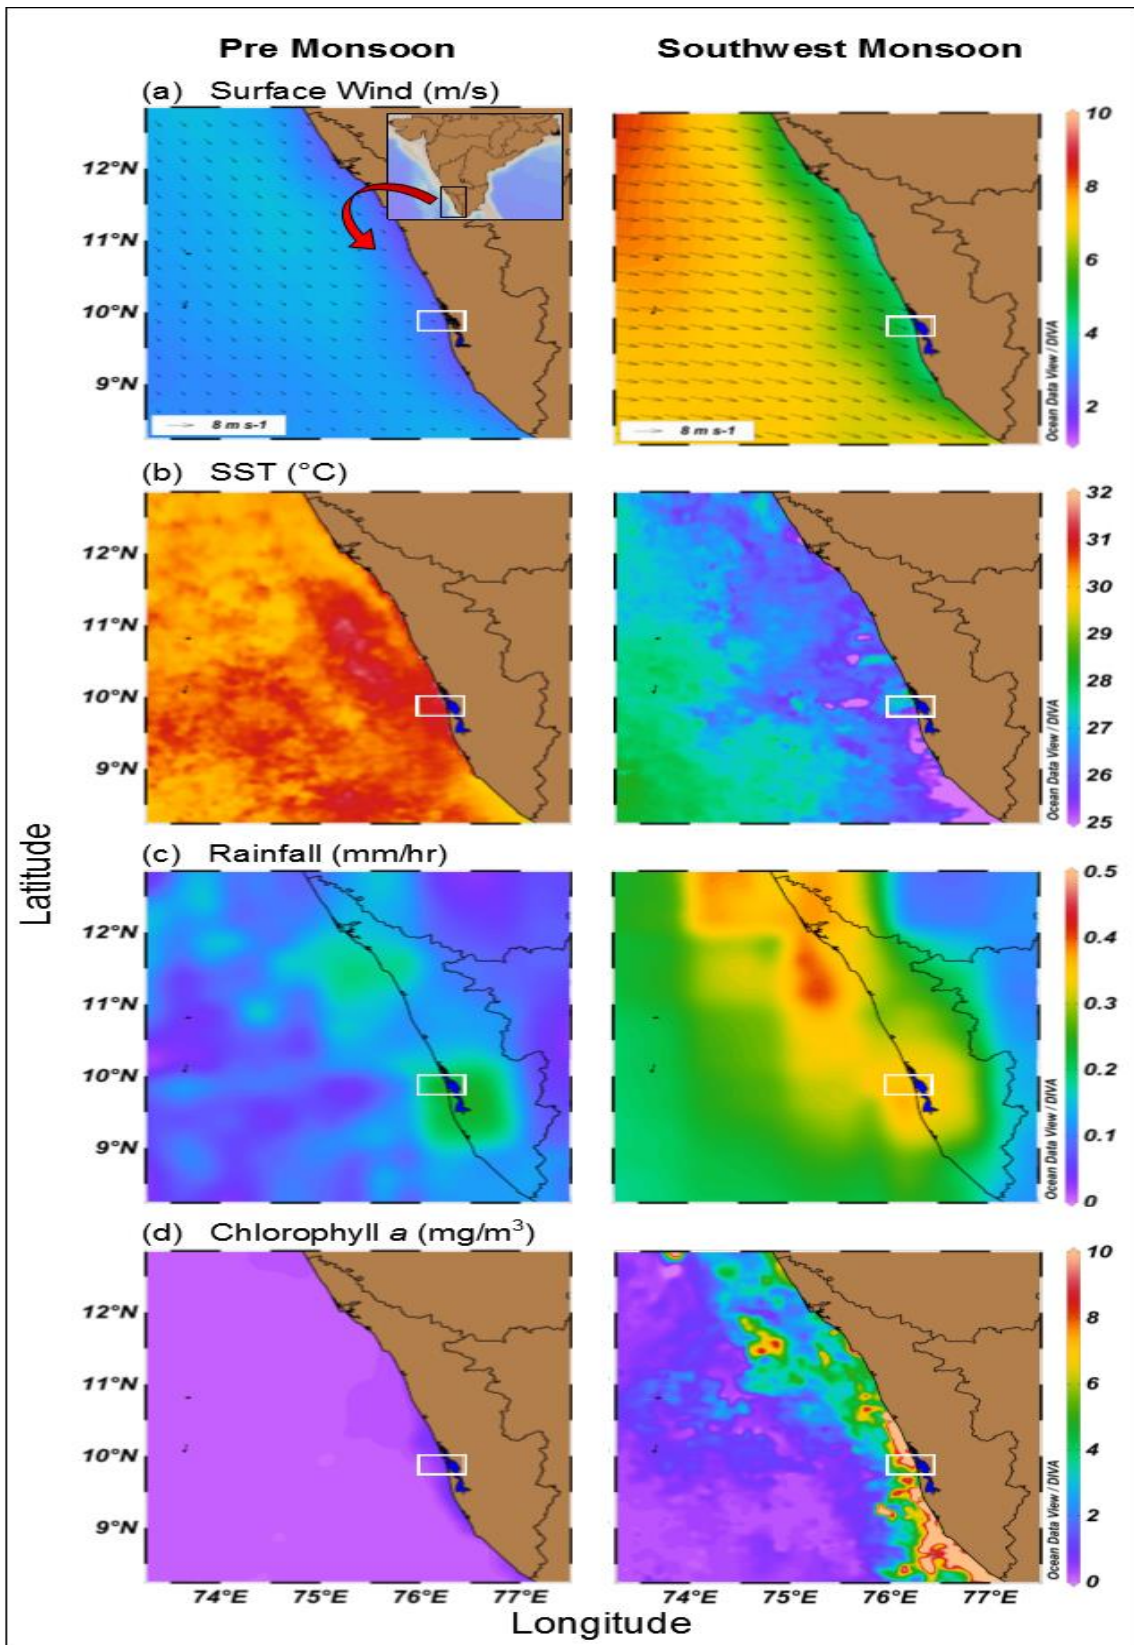 Pre Monsoon Southwest Monsoon
(a) Surface Wind (m/s)
12°N
11°N
10°N
9°N
8 m s-1
8 m s-1
10
8
6
4
2
Ocean Data View / DIVA
(b) SST (°C)
12°N
11°N
10°N
9°N
32
31
30
29
28
27
26
25
Ocean Data View / DIVA
Latitude
(c) Rainfall (mm/hr)
12°N
11°N
10°N
9°N
0.5
0.4
0.3
0.2
0.1
0
Ocean Data View / DIVA
(d) Chlorophyll a (mg/m³)
12°N
11°N
10°N
9°N
10
8
6
4
2
0
Ocean Data View / DIVA
74°E 75°E 76°E 77°E 74°E 75°E 76°E 77°E
Longitude